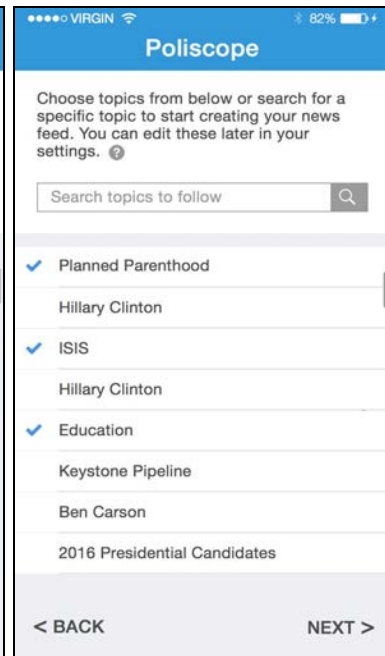 VIRGIN 82%
Poliscope
Choose topics from below or search for a
specific topic to start creating your news
feed. You can edit these later in your
settings. ?
Search topics to follow
Planned Parenthood
Hillary Clinton
ISIS
Hillary Clinton
Education
Keystone Pipeline
Ben Carson
2016 Presidential Candidates
< BACK NEXT >